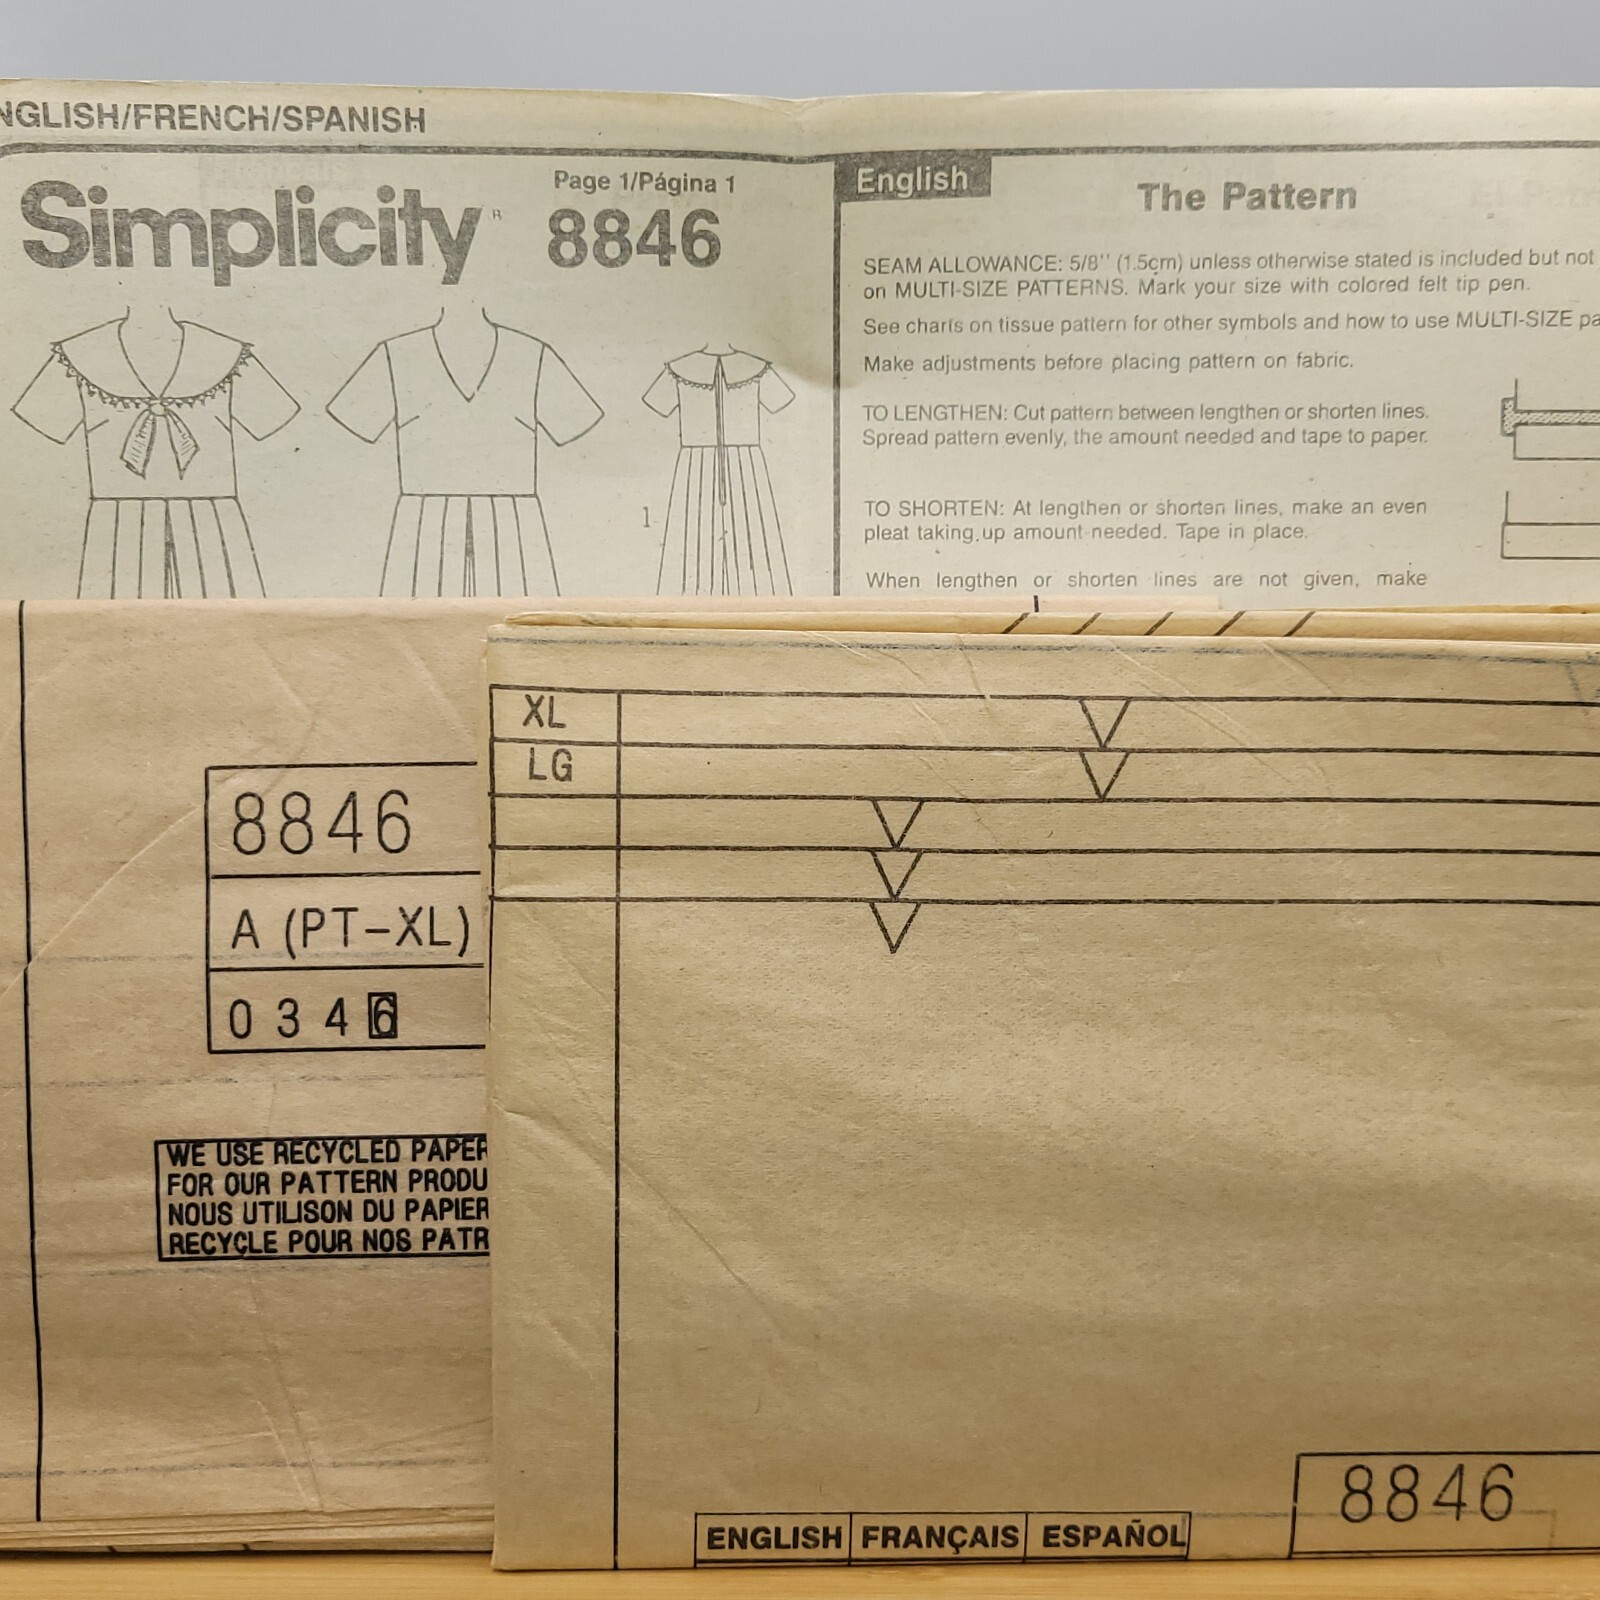 NGLISH/FRENCH/SPANISH
Simplicity R
Page 1/Página 1
8846
1
English
The Pattern
SEAM ALLOWANCE: 5/8'' (1.5cm) unless otherwise stated is included but not
on MULTI-SIZE PATTERNS. Mark your size with colored felt tip pen.
See charts on tissue pattern for other symbols and how to use MULTI-SIZE pa
Make adjustments before placing pattern on fabric.
TO LENGTHEN: Cut pattern between lengthen or shorten lines.
Spread pattern evenly, the amount needed and tape to paper.
TO SHORTEN: At lengthen or shorten lines, make an even
pleat taking up amount needed. Tape in place.
When lengthen or shorten lines are not given, make
8846
A (PT-XL)
0 3 4 6
WE USE RECYCLED PAPER
FOR OUR PATTERN PRODU
NOUS UTILISON DU PAPIER
RECYCLE POUR NOS PATR
XL
LG
ENGLISH FRANÇAIS ESPAÑOL
8846